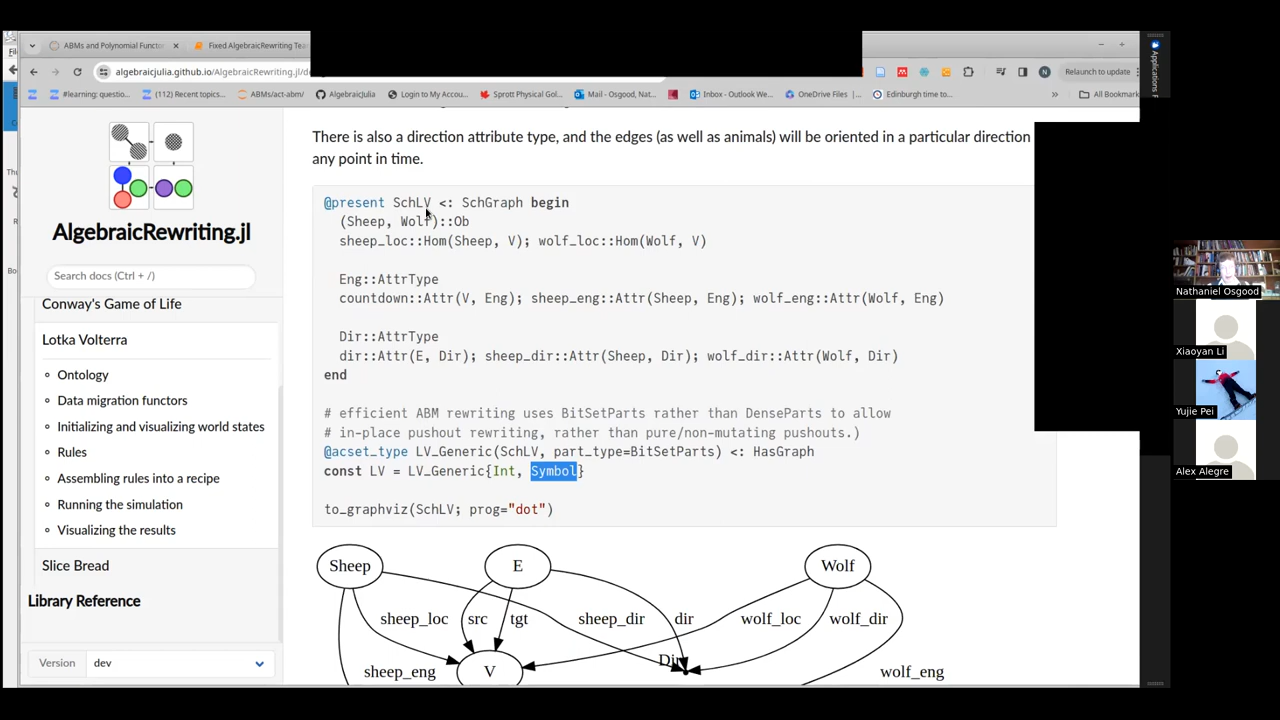 ABMs and Polynomial Functo
Fixed AlgebraicRewriting Tea
algebraicjulia.github.io/AlgebraicRewriting.jl/d
Relaunch to update
#learning: questio...
(112) Recent topics...
ABMs/act-abm/
AlgebraicJulia
Login to My Accou...
Sprott Physical Gol...
Mail - Osgood, Nat...
Inbox - Outlook We...
OneDrive Files |...
Edinburgh time to...
All Bookmark
Applications
There is also a direction attribute type, and the edges (as well as animals) will be oriented in a particular direction
any point in time.
@present SchLV <: SchGraph begin
(Sheep, Wolf)::Ob
sheep_loc::Hom(Sheep, V); wolf_loc::Hom(Wolf, V)
Eng::AttrType
countdown::Attr(V, Eng); sheep_eng::Attr(Sheep, Eng); wolf_eng::Attr(Wolf, Eng)
Dir::AttrType
dir::Attr(E, Dir); sheep_dir::Attr(Sheep, Dir); wolf_dir::Attr(Wolf, Dir)
end
# efficient ABM rewriting uses BitSetParts rather than DenseParts to allow
# in-place pushout rewriting, rather than pure/non-mutating pushouts.)
@acset_type LV_Generic(SchLV, part_type=BitSetParts) <: HasGraph
const LV = LV_Generic{Int, Symbol}
to_graphviz(SchLV; prog="dot")
Sheep
E
Wolf
sheep_loc
src
tgt
sheep_dir
dir
wolf_loc
wolf_dir
Dir
V
sheep_eng
wolf_eng
AlgebraicRewriting.jl
Search docs (Ctrl + /)
Conway's Game of Life
Lotka Volterra
Ontology
Data migration functors
Initializing and visualizing world states
Rules
Assembling rules into a recipe
Running the simulation
Visualizing the results
Slice Bread
Library Reference
Version
dev
Nathaniel Osgood
Xiaoyan Li
Yujie Pei
Alex Alegre